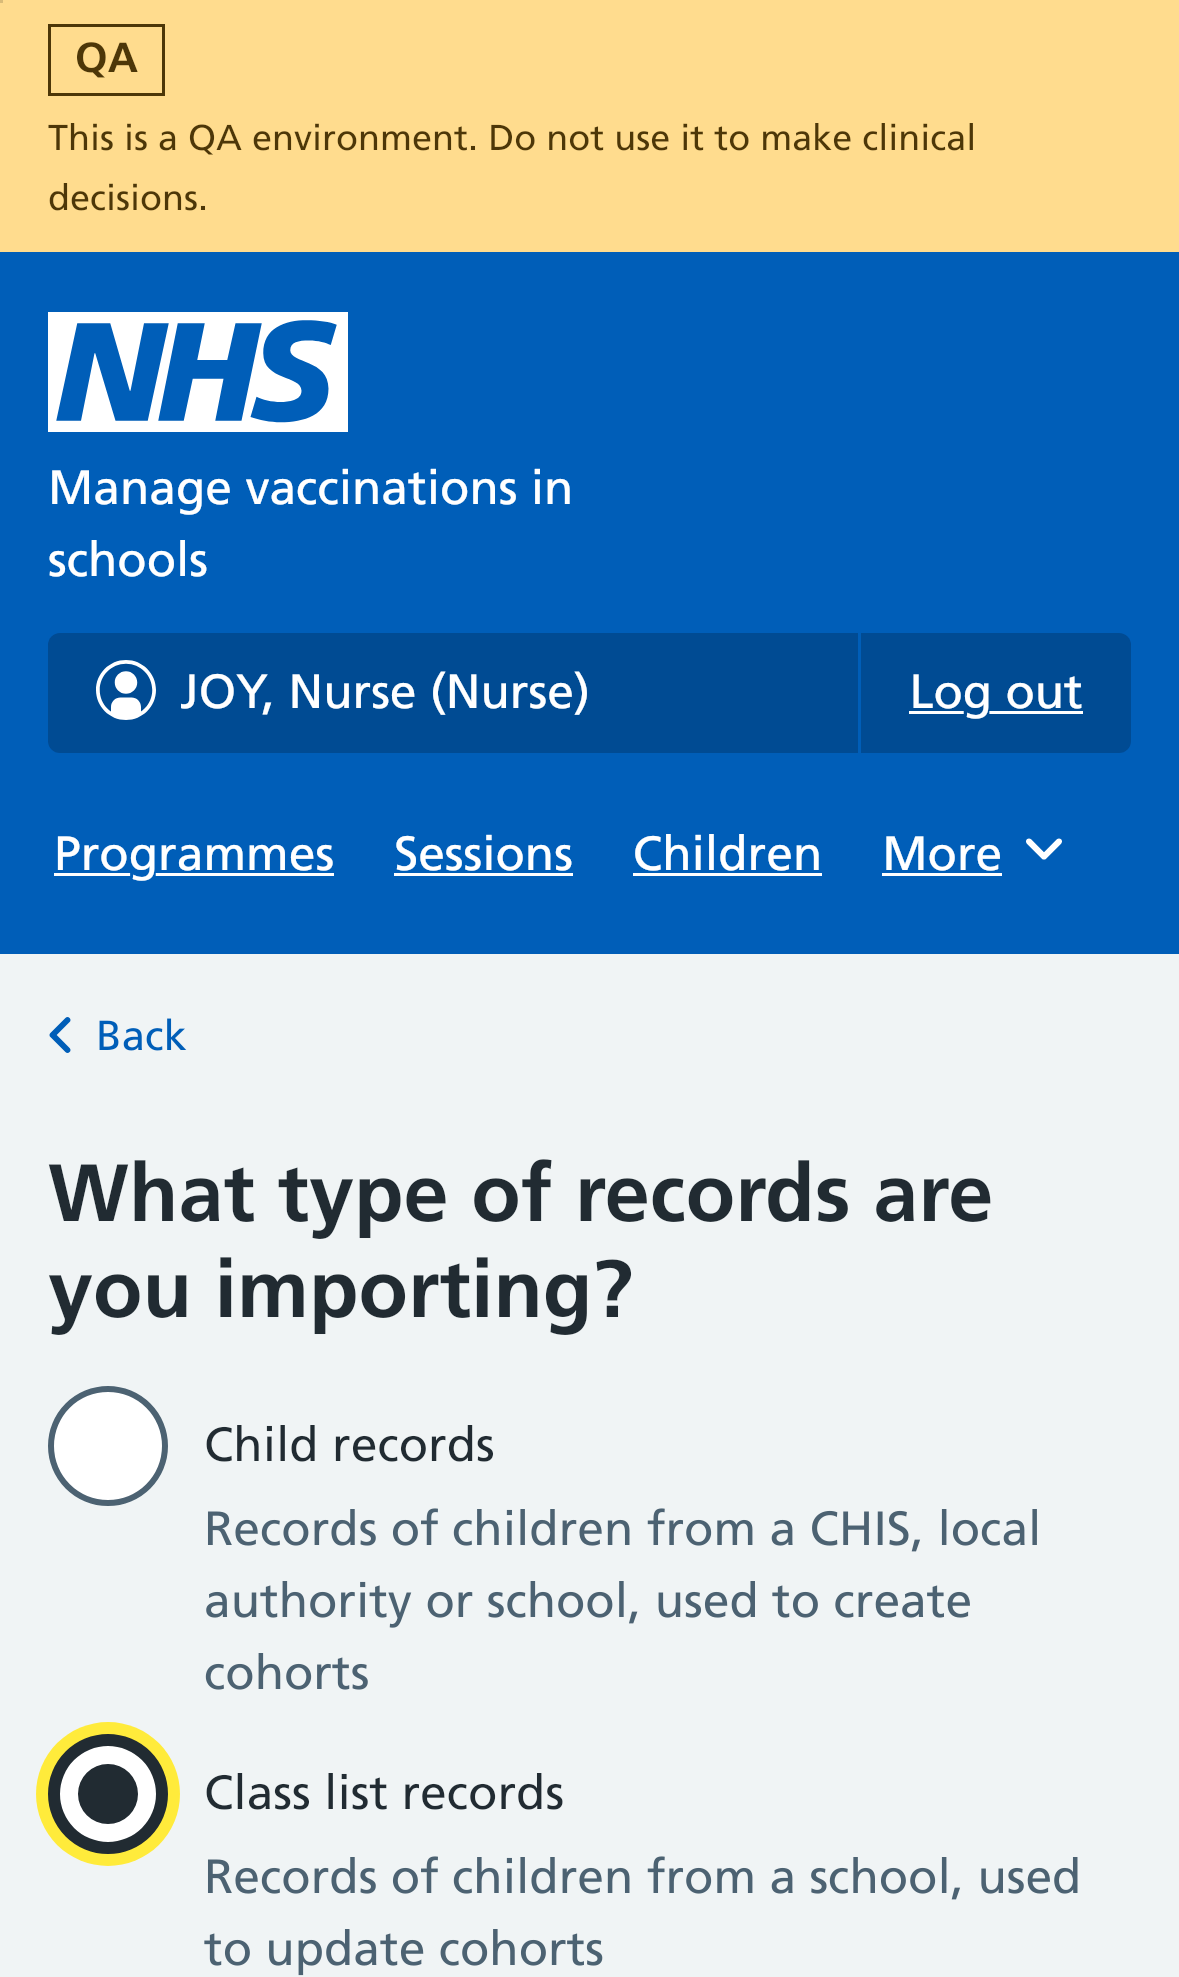 QA
This is a QA environment. Do not use it to make clinical
decisions.
NHS
Manage vaccinations in
schools
JOY, Nurse (Nurse)
Log out
Programmes
Sessions
Children
More
Back
What type of records are
you importing?
Child records
Records of children from a CHIS, local
authority or school, used to create
cohorts
Class list records
Records of children from a school, used
to update cohorts